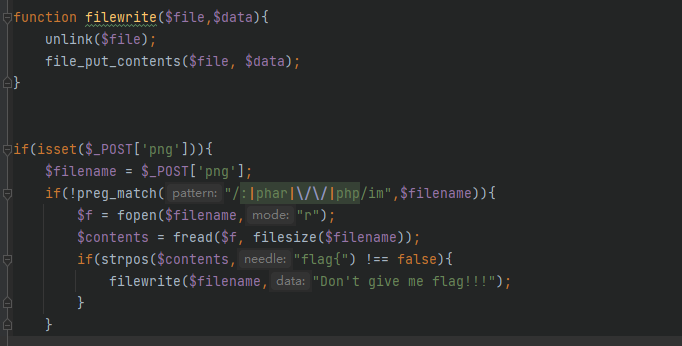 function filewrite($file,$data){
unlink($file);
file_put_contents($file, $data);
}
if(isset($_POST['png'])){
$filename = $_POST['png'];
if(!preg_match( pattern: "/:|phar|\/\/|php/im",$filename)){
$f = fopen($filename, mode: "r");
$contents = fread($f, filesize($filename));
if(strpos($contents, needle: "flag{") !== false){
filewrite($filename, data: "Don't give me flag!!!");
}
}